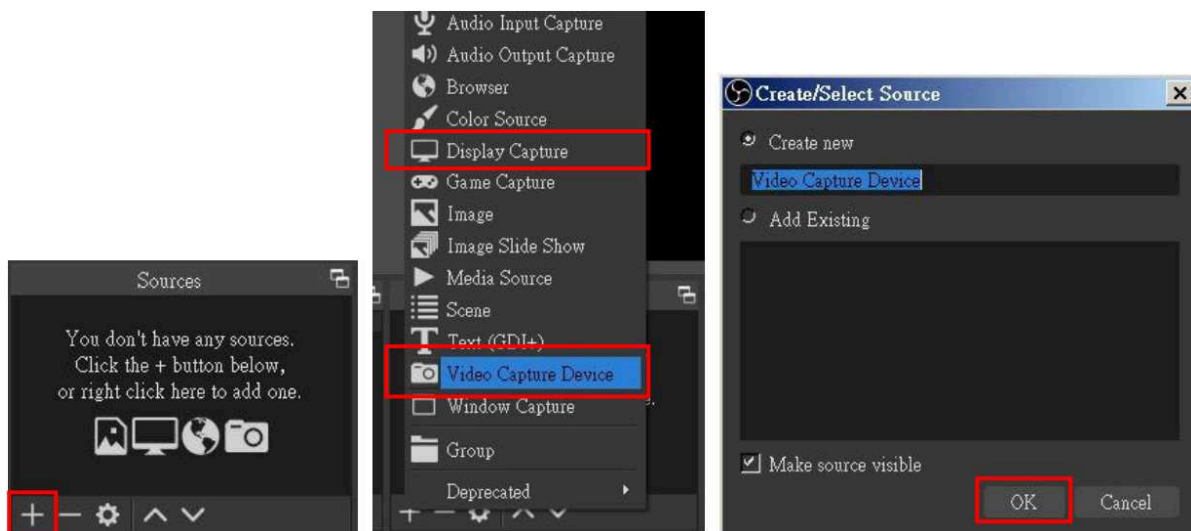 Sources
You don't have any sources.
Click the + button below,
or right click here to add one.
Audio Input Capture
Audio Output Capture
Browser
Color Source
Display Capture
Game Capture
Image
Image Slide Show
Media Source
Scene
Text (GDI+)
Video Capture Device
Window Capture
Group
Deprecated
Create/Select Source
Create new
Video Capture Device
Add Existing
Make source visible
OK
Cancel